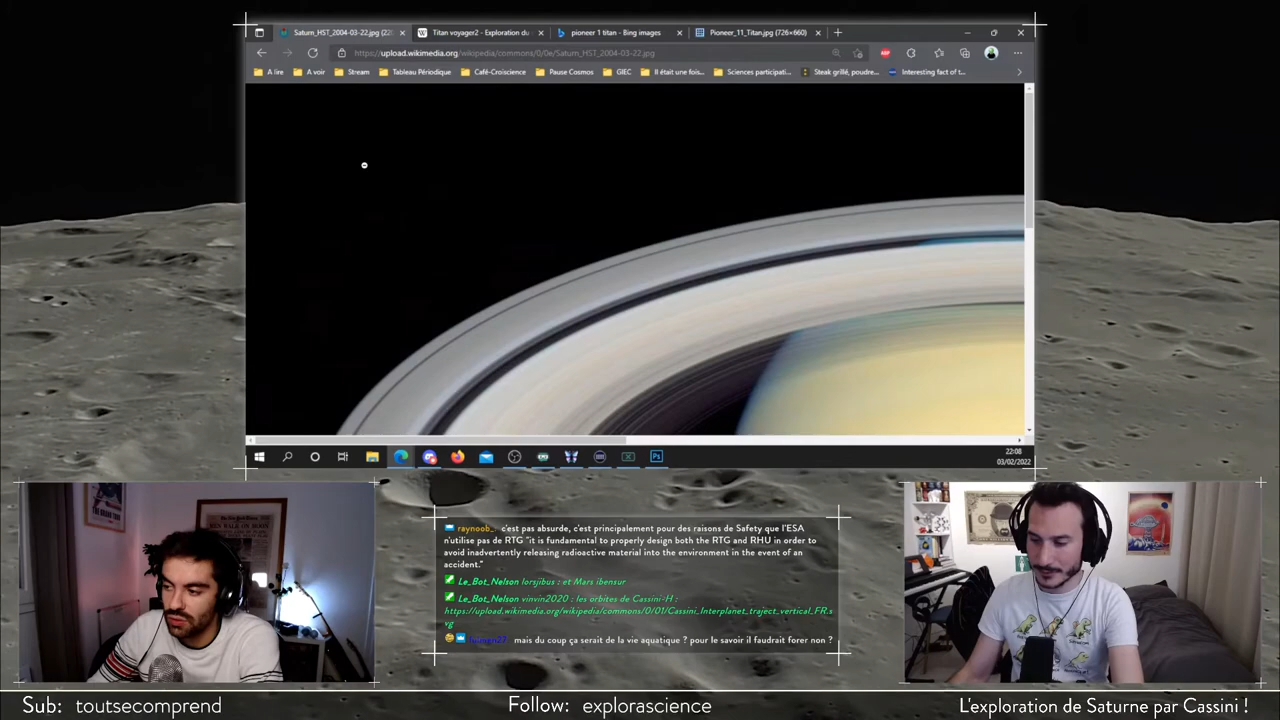 Saturn_HST_2004-03-22.jpg (22
Titan voyager2 - Exploration du
pioneer 1 titan - Bing images
Pioneer_11_Titan.jpg (726×660)
https://upload.wikimedia.org/wikipedia/commons/0/0e/Saturn_HST_2004-03-22.jpg
A lire
A voir
Stream
Tableau Périodique
Café-Croiscience
Pause Cosmos
GIEC
Il était une fois...
Sciences participati...
Steak grillé, poudre...
Interesting fact of t...
22:08
03/02/2022
MEN WALK ON MOON
raynoob_: c'est pas absurde, c'est principalement pour des raisons de Safety que l'ESA
n'utilise pas de RTG "it is fundamental to properly design both the RTG and RHU in order to
avoid inadvertently releasing radioactive material into the environment in the event of an
accident."
Le_Bot_Nelson lorsjibus : et Mars ibensur
Le_Bot_Nelson vinvin2020 : les orbites de Cassini-H :
https://upload.wikimedia.org/wikipedia/commons/0/01/Cassini_Interplanet_traject_vertical_FR.s
vg
mais du coup ça serait de la vie aquatique ? pour le savoir il faudrait forer non ?
Sub: toutsecomprend
Follow: explorascience
L'exploration de Saturne par Cassini !